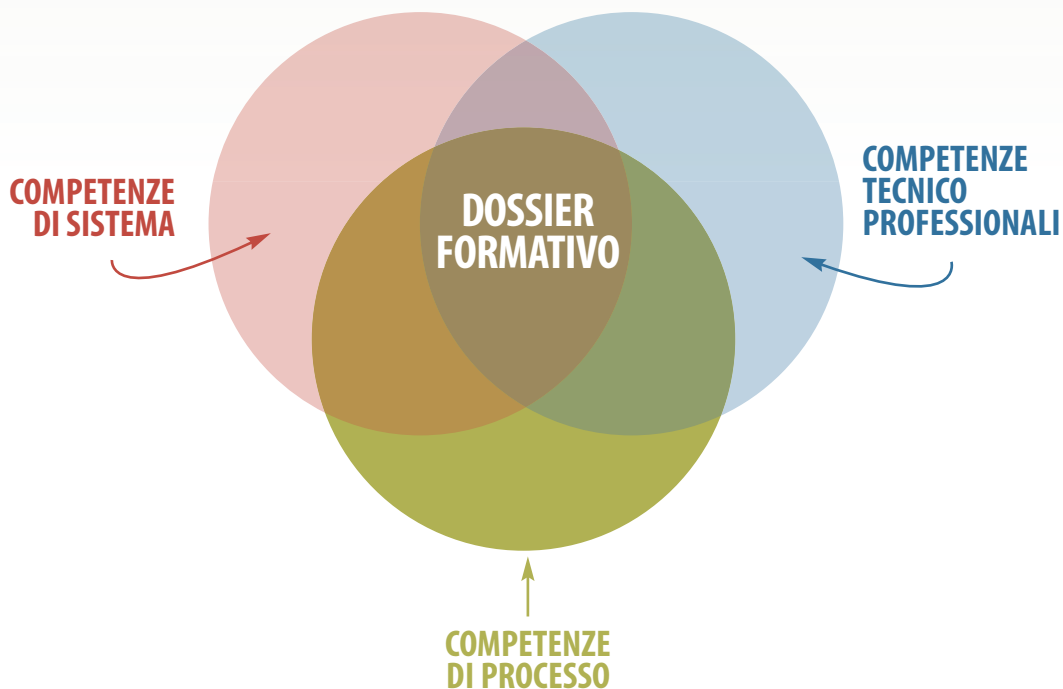 COMPETENZE
DI SISTEMA
DOSSIER
FORMATIVO
COMPETENZE
TECNICO
PROFESSIONALI
COMPETENZE
DI PROCESSO